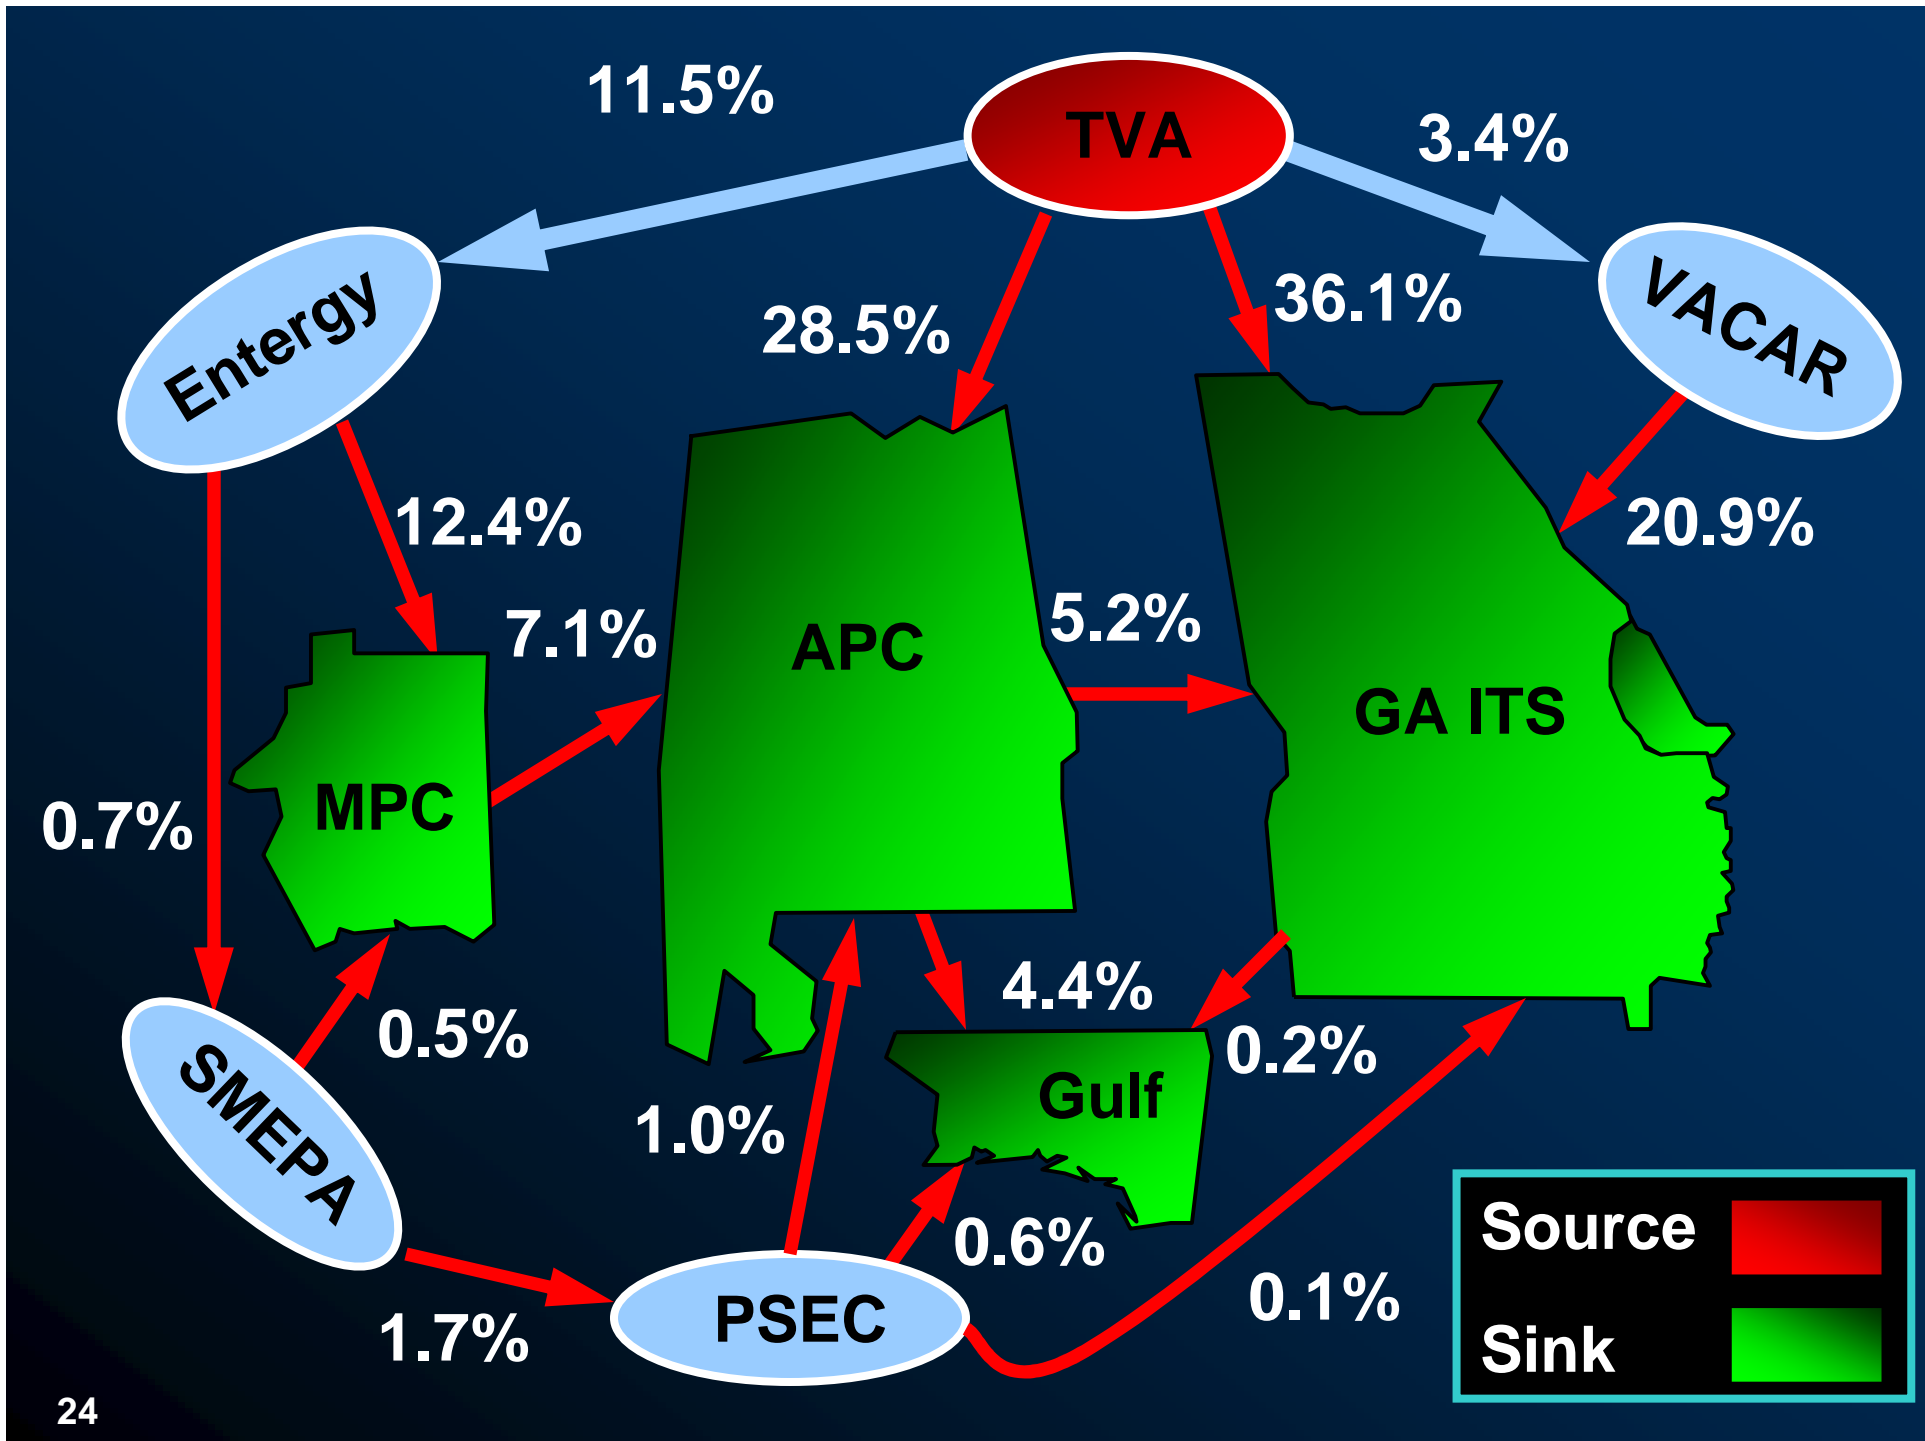 11.5%
TVA
3.4%
Entergy
28.5%
36.1%
VACAR
12.4%
20.9%
7.1%
APC
5.2%
GA ITS
MPC
0.7%
0.5%
4.4%
0.2%
SMEPA
1.0%
Gulf
0.6%
0.1%
1.7%
PSEC
Source
Sink
24